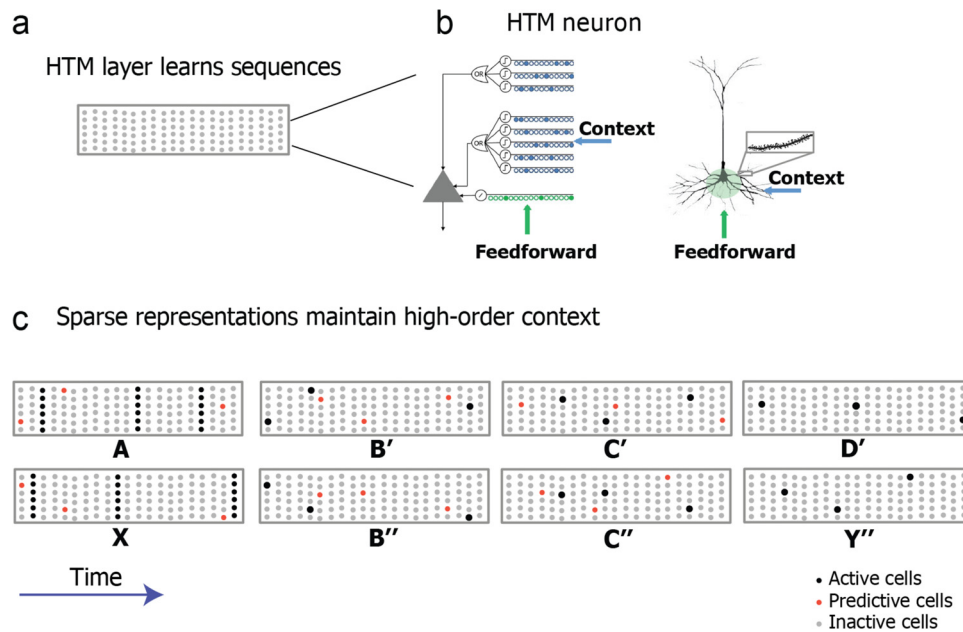 a
HTM layer learns sequences
b
HTM neuron
OR
OR
Context
Feedforward
Context
Feedforward
c
Sparse representations maintain high-order context
A
B′
C′
D′
X
B′′
C′′
Y′′
Time
Active cells
Predictive cells
Inactive cells